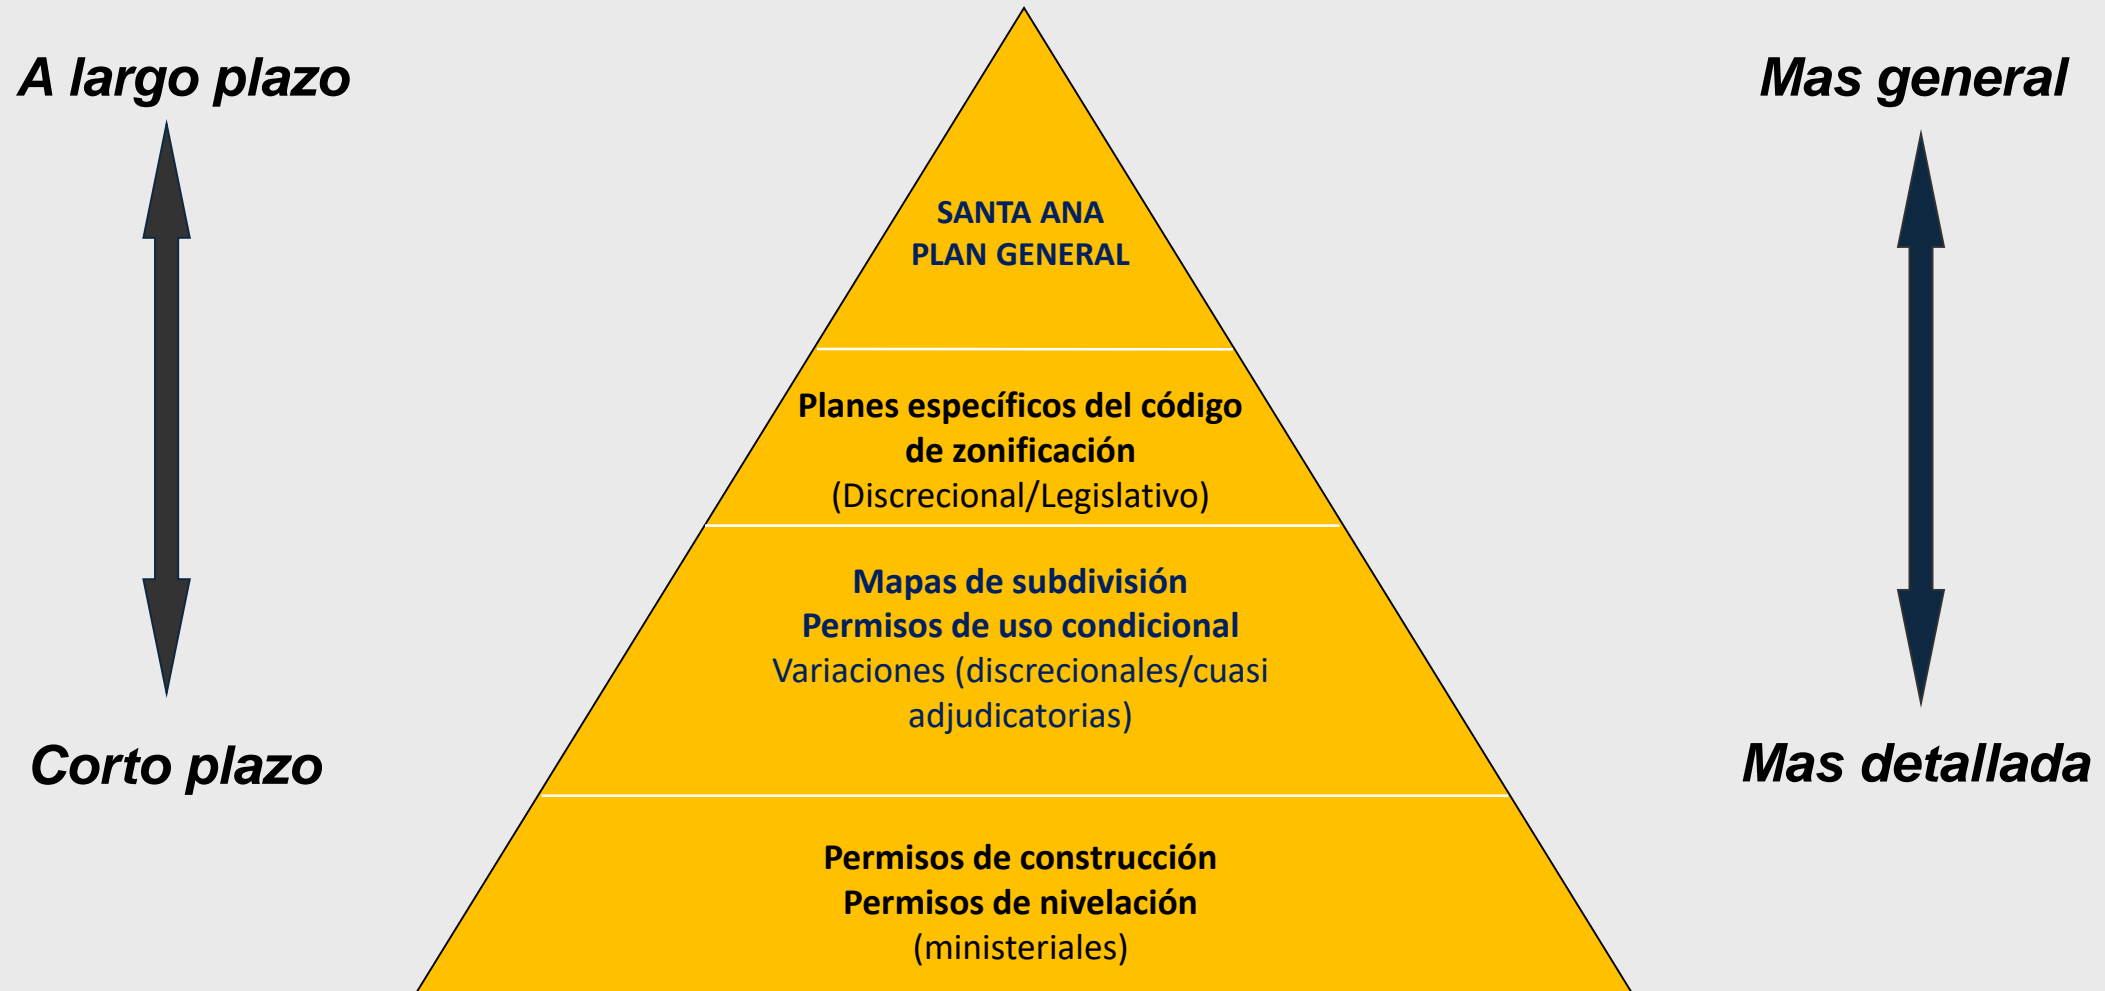 A largo plazo
Mas general
SANTA ANA
PLAN GENERAL
Planes específicos del código
de zonificación
(Discrecional/Legislativo)
Mapas de subdivisión
Permisos de uso condicional
Variaciones (discrecionales/cuasi
adjudicatorias)
Corto plazo
Mas detallada
Permisos de construcción
Permisos de nivelación
(ministeriales)